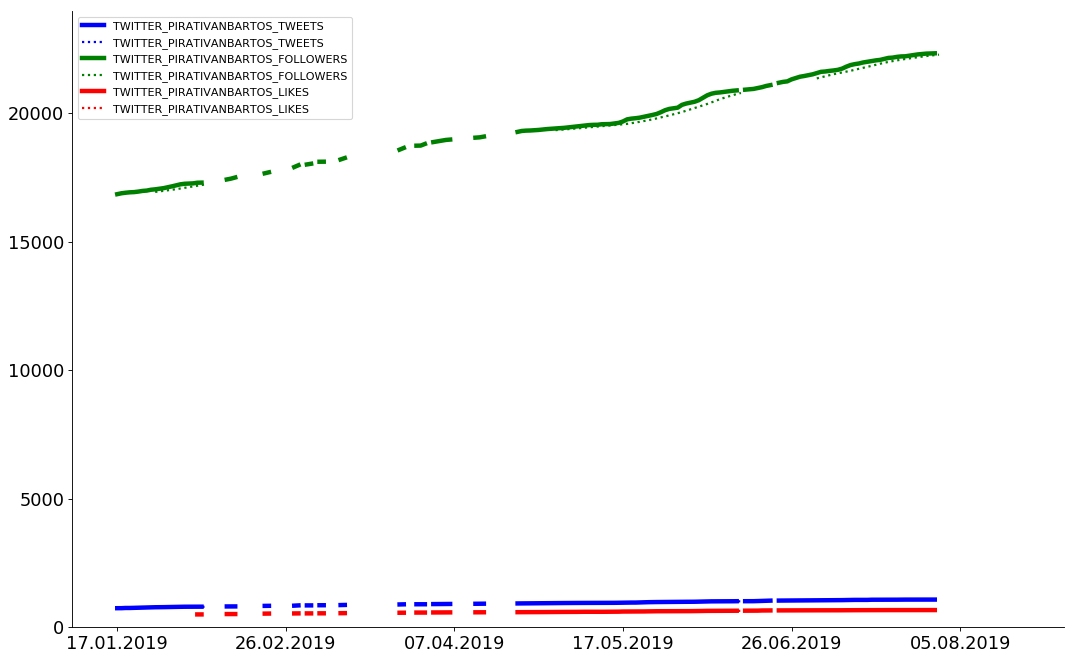 TWITTER_PIRATIVANBARTOS_TWEETS
TWITTER_PIRATIVANBARTOS_TWEETS
TWITTER_PIRATIVANBARTOS_FOLLOWERS
TWITTER_PIRATIVANBARTOS_FOLLOWERS
TWITTER_PIRATIVANBARTOS_LIKES
TWITTER_PIRATIVANBARTOS_LIKES
20000
15000
10000
5000
0
17.01.2019 26.02.2019 07.04.2019 17.05.2019 26.06.2019 05.08.2019